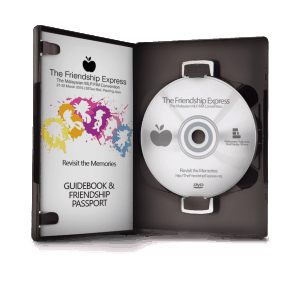 The Friendship Express
The Malaysian MLP:FIM Convention
Revisit the Memories
GUIDEBOOK &
FRIENDSHIP
PASSPORT
The Friendship Express
The Malaysian MLP:FIM Convention
Revisit the Memories
DVD